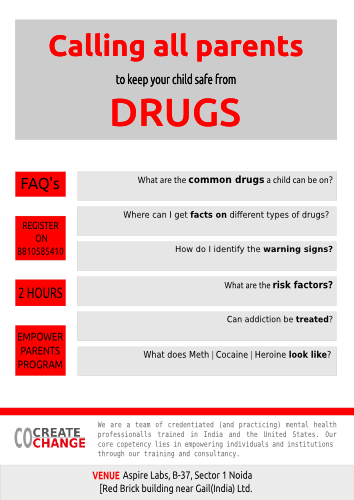 Calling all parents
to keep your child safe from
DRUGS
FAQ's
What are the common drugs a child can be on?
Where can I get facts on different types of drugs?
REGISTER
ON
8810585410
How do I identify the warning signs?
2 HOURS
What are the risk factors?
Can addiction be treated?
EMPOWER
PARENTS
PROGRAM
What does Meth | Cocaine | Heroine look like?
COCREATE
CHANGE
We are a team of credentiated (and practicing) mental health
professionalls trained in India and the United States. Our
core copetency lies in empowering individuals and institutions
through our training and consultancy.
VENUE Aspire Labs, B-37, Sector 1 Noida
[Red Brick building near Gail(India) Ltd.